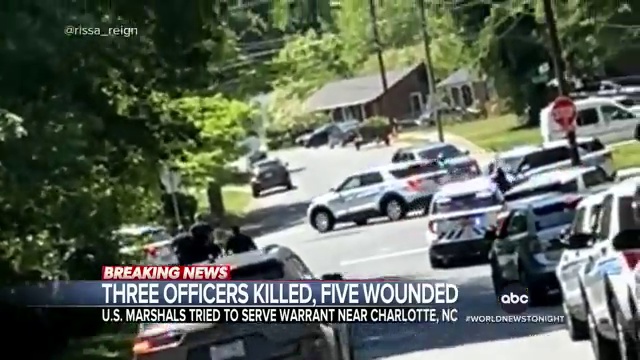 @rissa_reign
BREAKING NEWS
THREE OFFICERS KILLED, FIVE WOUNDED
abc
U.S. MARSHALS TRIED TO SERVE WARRANT NEAR CHARLOTTE, NC
#WORLDNEWSTONIGHT